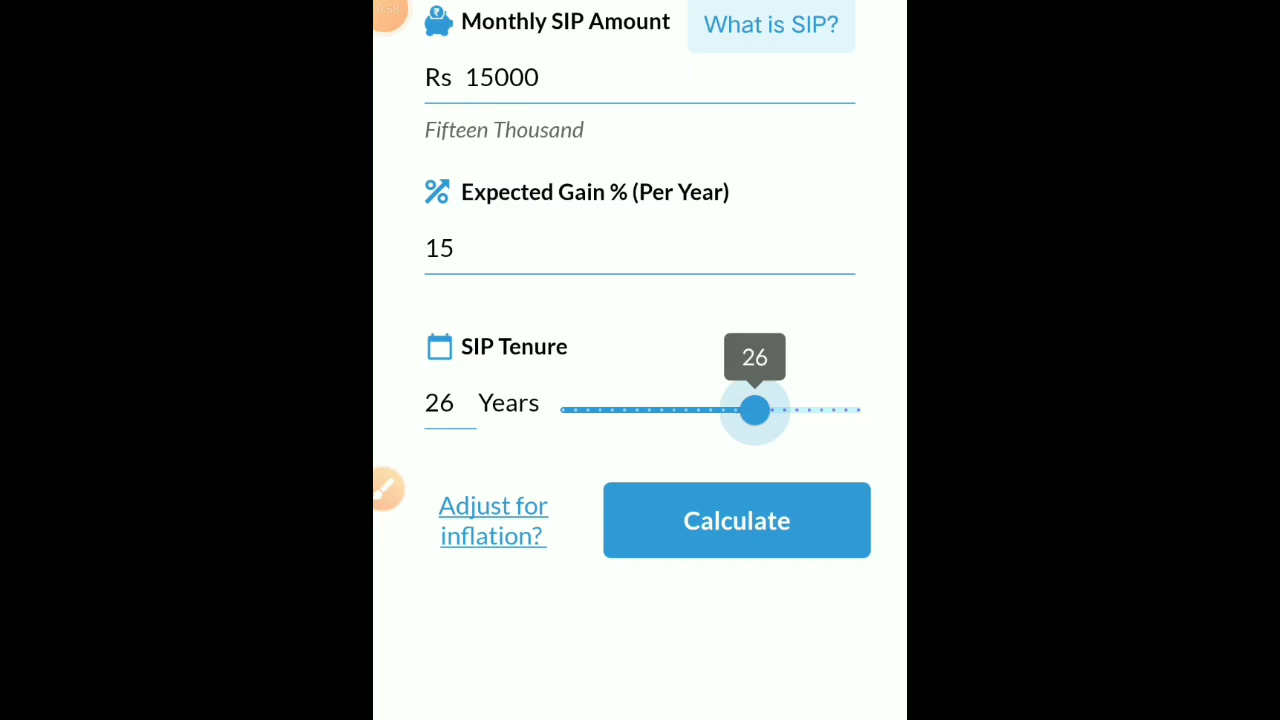 Monthly SIP Amount
What is SIP?
Rs 15000
Fifteen Thousand
Expected Gain % (Per Year)
15
SIP Tenure
26
26 Years
Adjust for
inflation?
Calculate